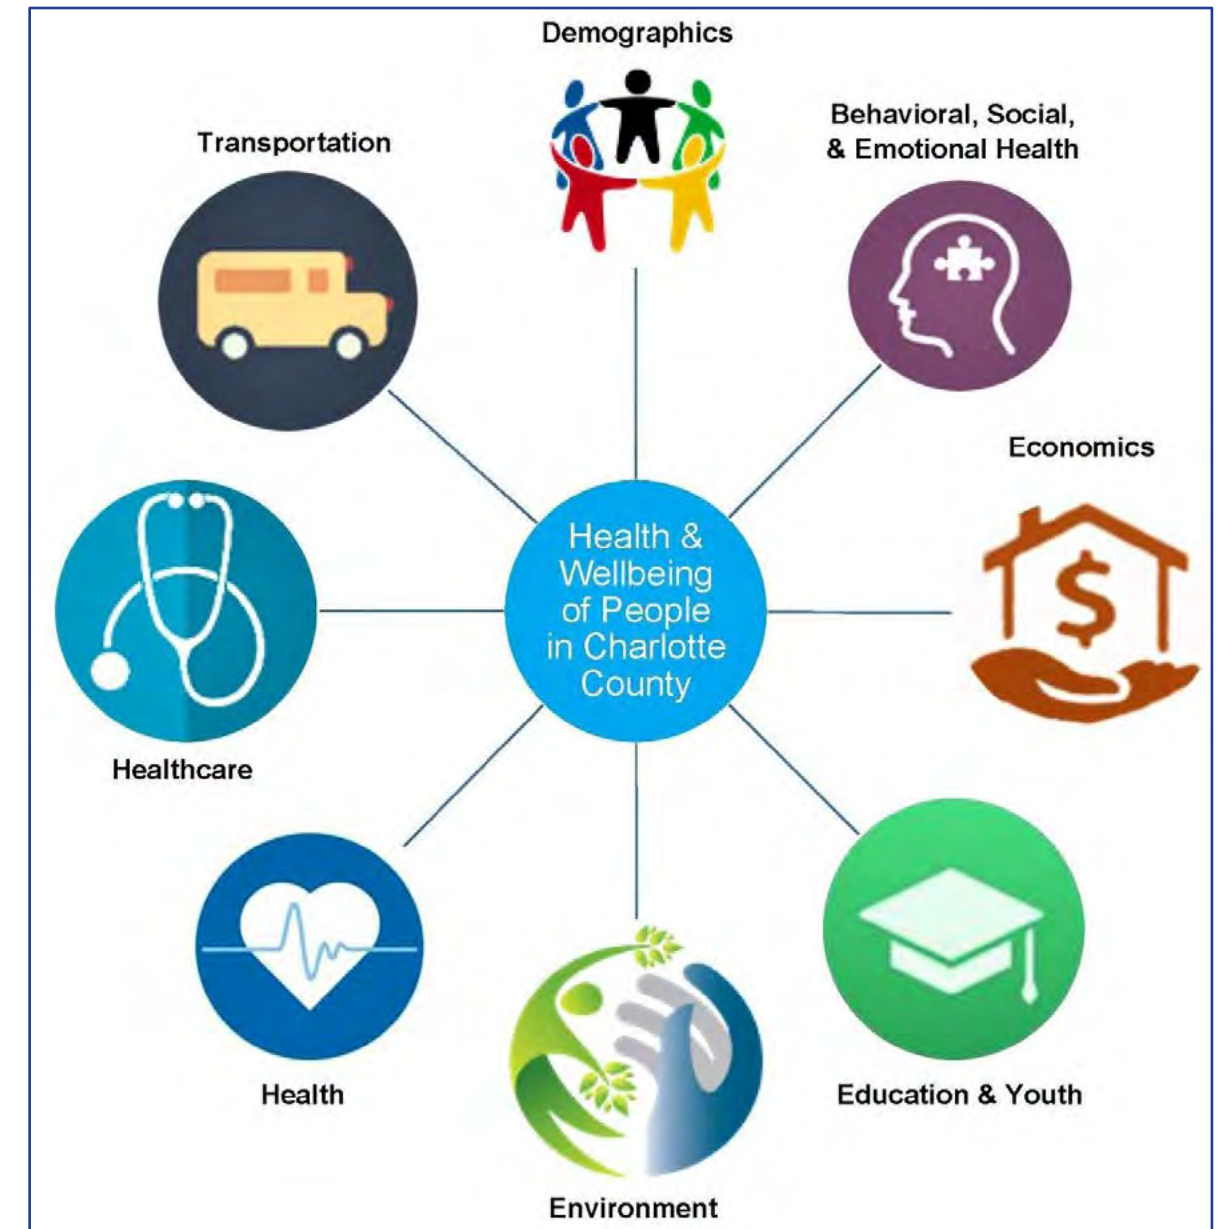 Demographics
Behavioral, Social,
& Emotional Health
Transportation
Economics
$
Health &
Wellbeing
of People
in Charlotte
County
Healthcare
Health
Education & Youth
Environment